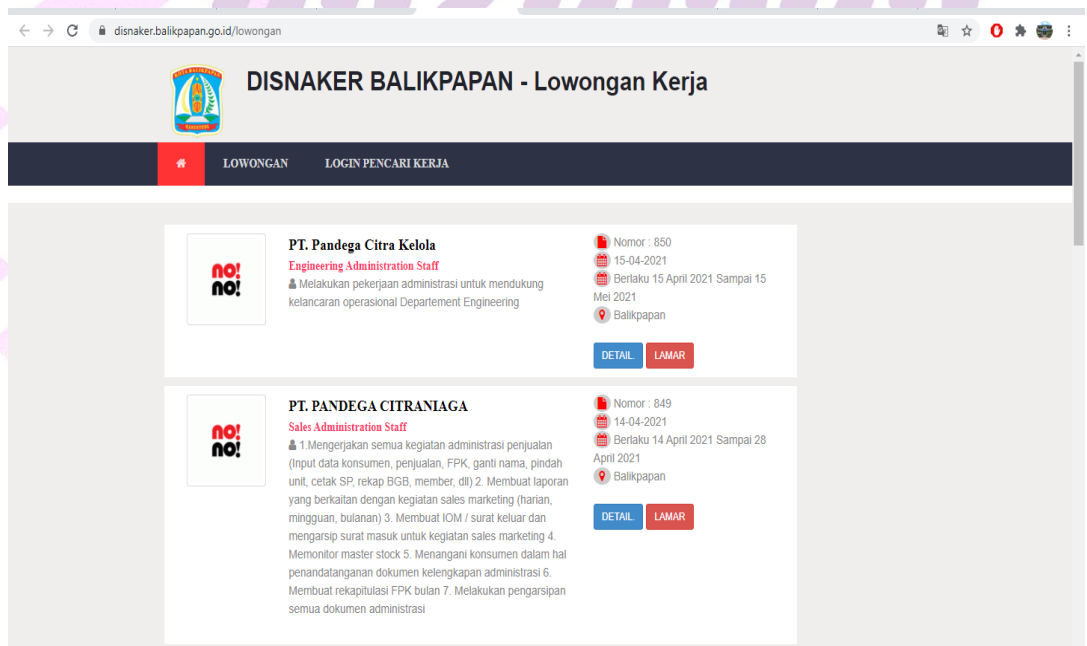 disnaker.balikpapan.go.id/lowongan
DISNAKER BALIKPAPAN - Lowongan Kerja
LOWONGAN
LOGIN PENCARI KERJA
no!
no!
PT. Pandega Citra Kelola
Engineering Administration Staff
Melakukan pekerjaan administrasi untuk mendukung
kelancaran operasional Departement Engineering
Nomor : 850
15-04-2021
Berlaku 15 April 2021 Sampai 15
Mei 2021
Balikpapan
DETAIL
LAMAR
no!
no!
PT. PANDEGA CITRANIAGA
Sales Administration Staff
1.Mengerjakan semua kegiatan administrasi penjualan
(Input data konsumen, penjualan, FPK, ganti nama, pindah
unit, cetak SP, rekap BGB, member, dll) 2. Membuat laporan
yang berkaitan dengan kegiatan sales marketing (harian,
mingguan, bulanan) 3. Membuat IOM / surat keluar dan
mengarsip surat masuk untuk kegiatan sales marketing 4.
Memonitor master stock 5. Menangani konsumen dalam hal
penandatanganan dokumen kelengkapan administrasi 6.
Membuat rekapitulasi FPK bulan 7. Melakukan pengarsipan
semua dokumen administrasi
Nomor : 849
14-04-2021
Berlaku 14 April 2021 Sampai 28
April 2021
Balikpapan
DETAIL
LAMAR